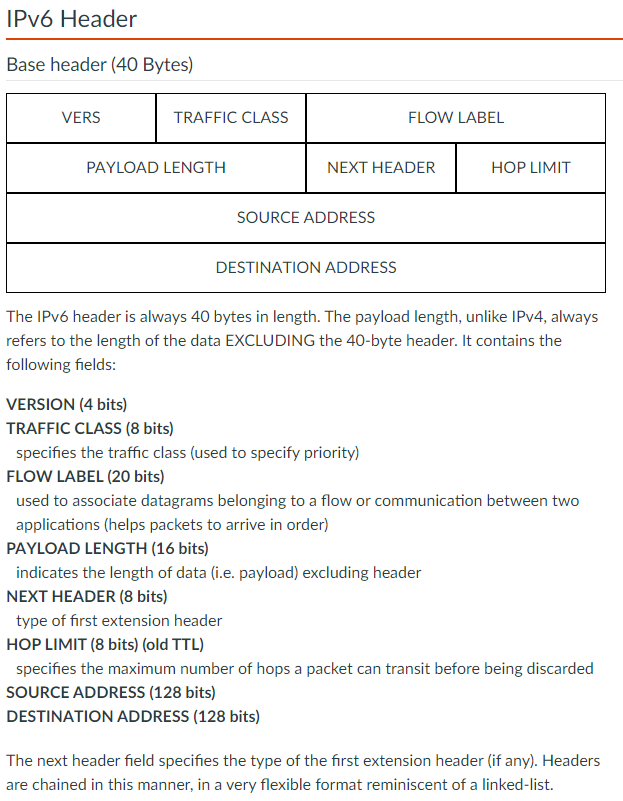 IPv6 Header
Base header (40 Bytes)
VERS TRAFFIC CLASS FLOW LABEL
PAYLOAD LENGTH NEXT HEADER HOP LIMIT
SOURCE ADDRESS
DESTINATION ADDRESS
The IPv6 header is always 40 bytes in length. The payload length, unlike IPv4, always
refers to the length of the data EXCLUDING the 40-byte header. It contains the
following fields:
VERSION (4 bits)
TRAFFIC CLASS (8 bits)
specifies the traffic class (used to specify priority)
FLOW LABEL (20 bits)
used to associate datagrams belonging to a flow or communication between two
applications (helps packets to arrive in order)
PAYLOAD LENGTH (16 bits)
indicates the length of data (i.e. payload) excluding header
NEXT HEADER (8 bits)
type of first extension header
HOP LIMIT (8 bits) (old TTL)
specifies the maximum number of hops a packet can transit before being discarded
SOURCE ADDRESS (128 bits)
DESTINATION ADDRESS (128 bits)
The next header field specifies the type of the first extension header (if any). Headers
are chained in this manner, in a very flexible format reminiscent of a linked-list.